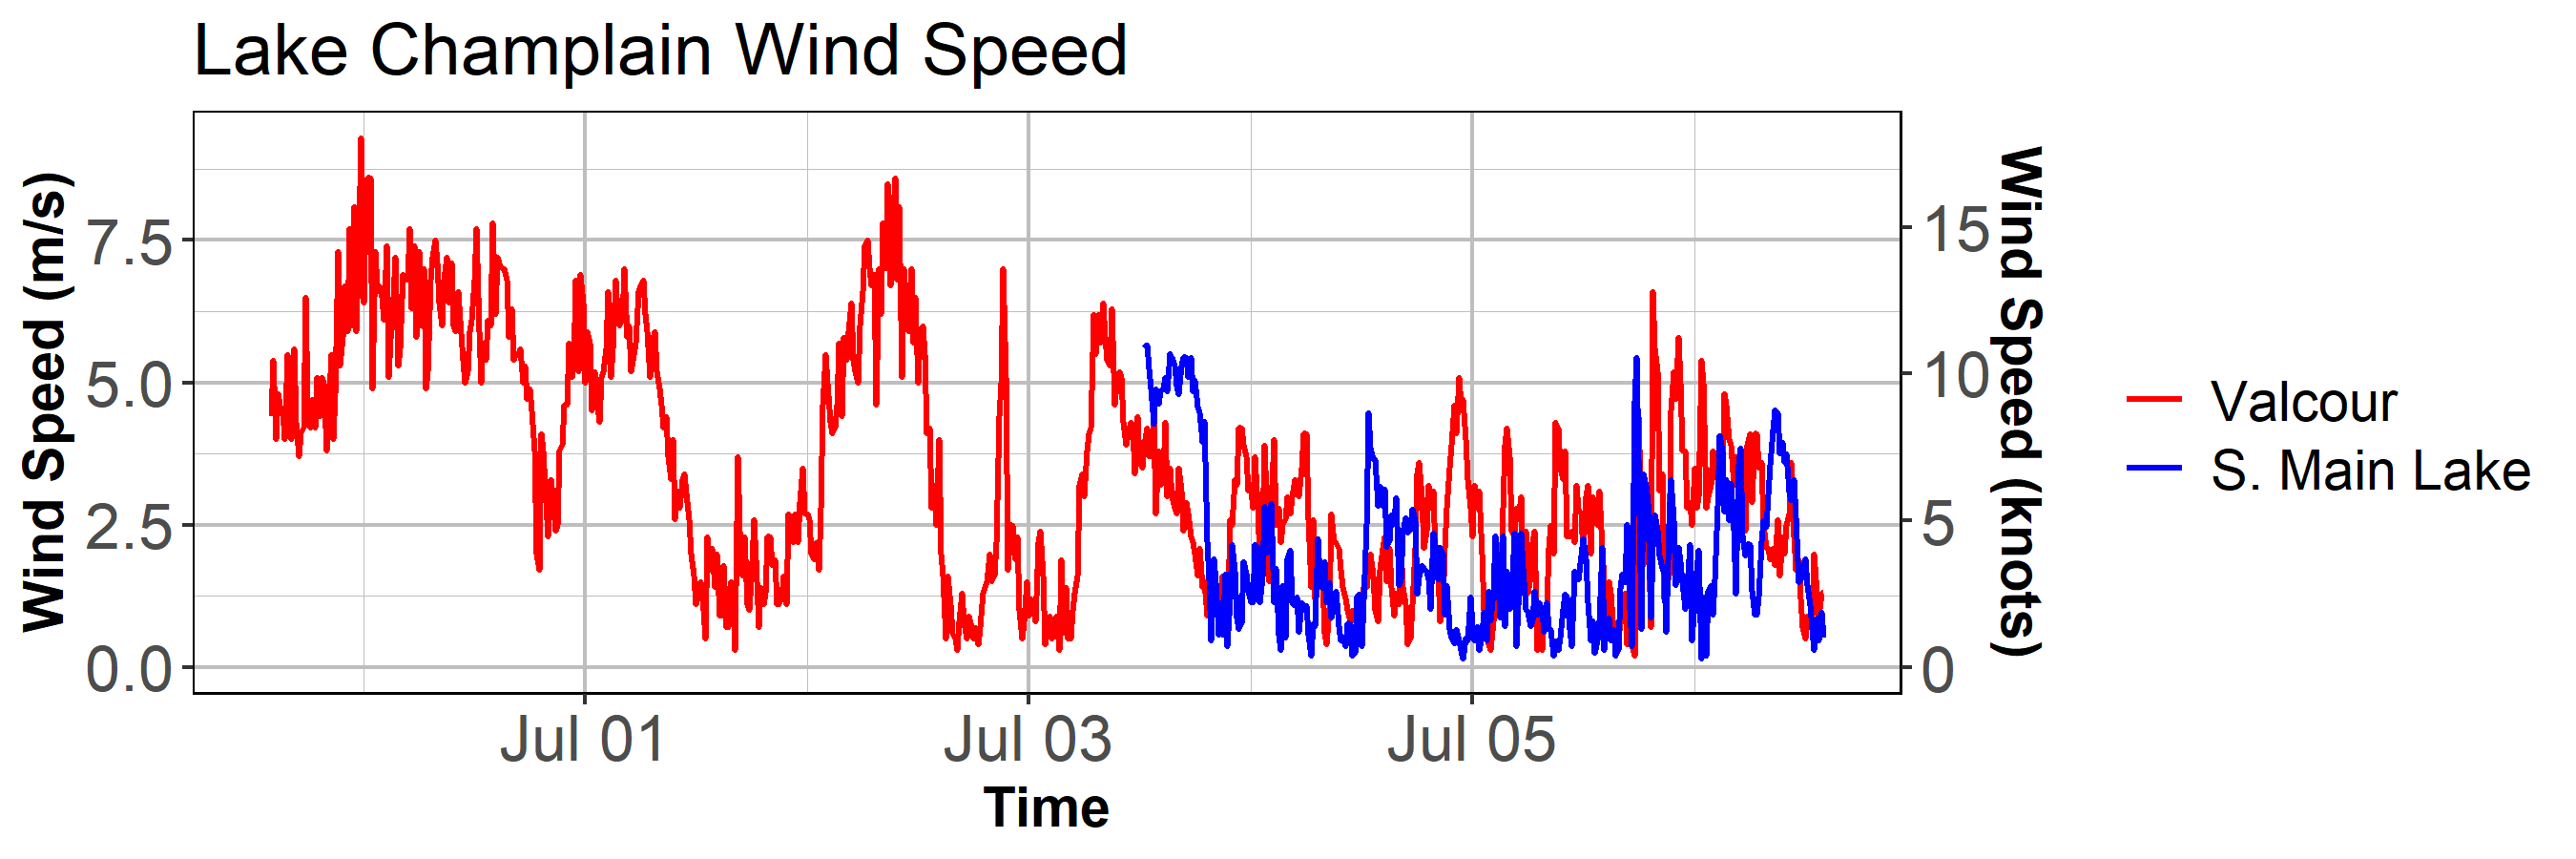 Lake Champlain Wind Speed
Wind Speed (m/s)
7.5
5.0
2.5
0.0
15
10
5
0
Wind Speed (knots)
Jul 01
Jul 03
Jul 05
Time
Valcour
S. Main Lake